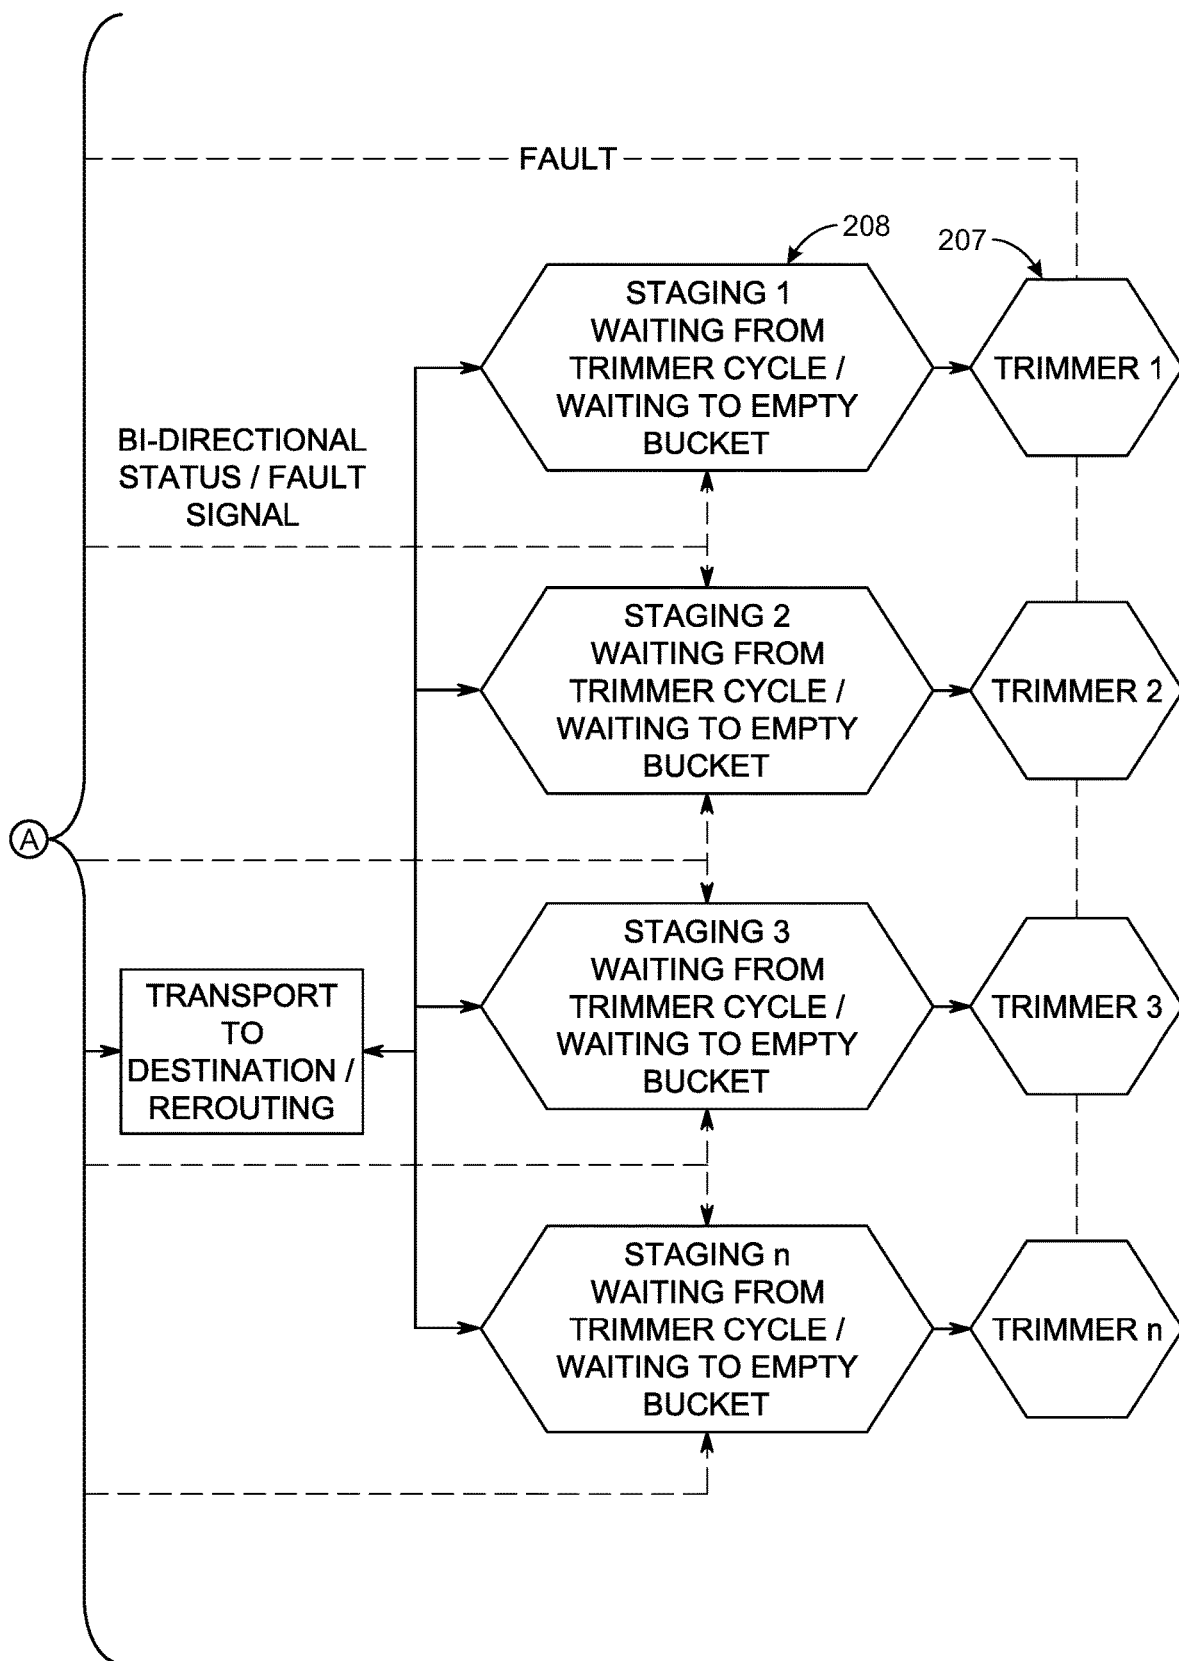 FAULT
208
207
STAGING 1
WAITING FROM
TRIMMER CYCLE /
WAITING TO EMPTY
BUCKET
TRIMMER 1
BI-DIRECTIONAL
STATUS / FAULT
SIGNAL
STAGING 2
WAITING FROM
TRIMMER CYCLE /
WAITING TO EMPTY
BUCKET
TRIMMER 2
A
STAGING 3
WAITING FROM
TRIMMER CYCLE /
WAITING TO EMPTY
BUCKET
TRIMMER 3
TRANSPORT
TO
DESTINATION /
REROUTING
STAGING n
WAITING FROM
TRIMMER CYCLE /
WAITING TO EMPTY
BUCKET
TRIMMER n